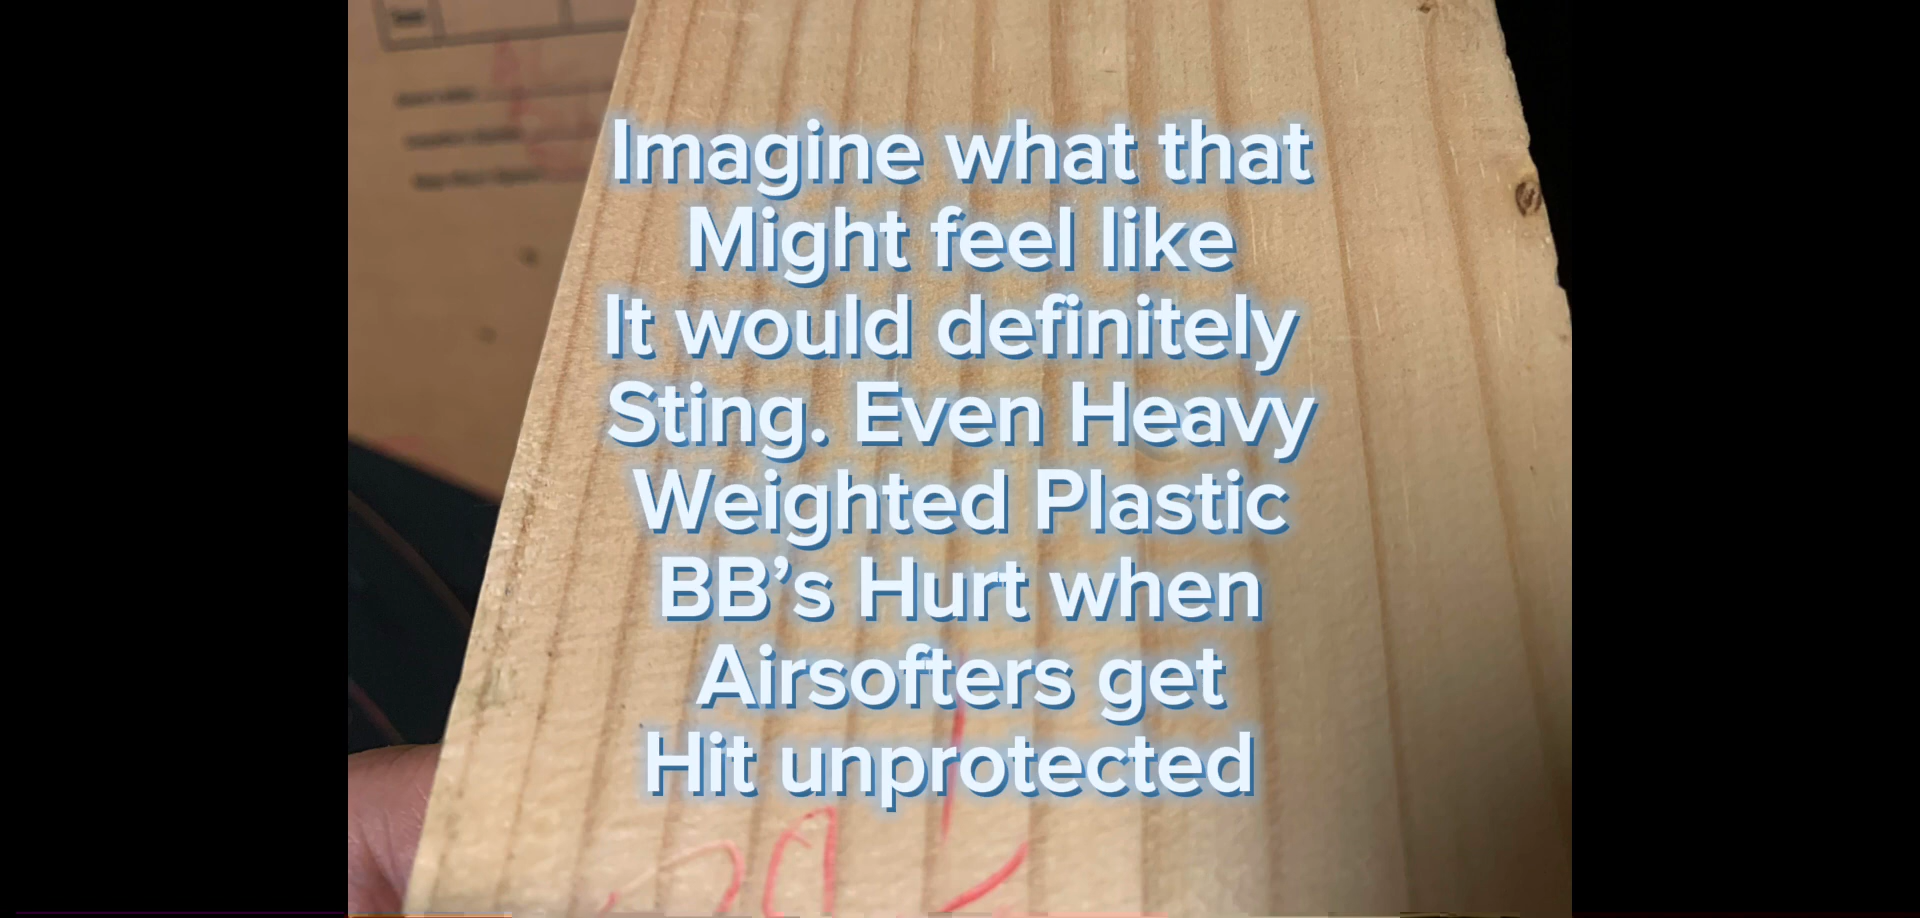 Imagine what that
Might feel like
It would definitely
Sting. Even Heavy
Weighted Plastic
BB’s Hurt when
Airsofters get
Hit unprotected